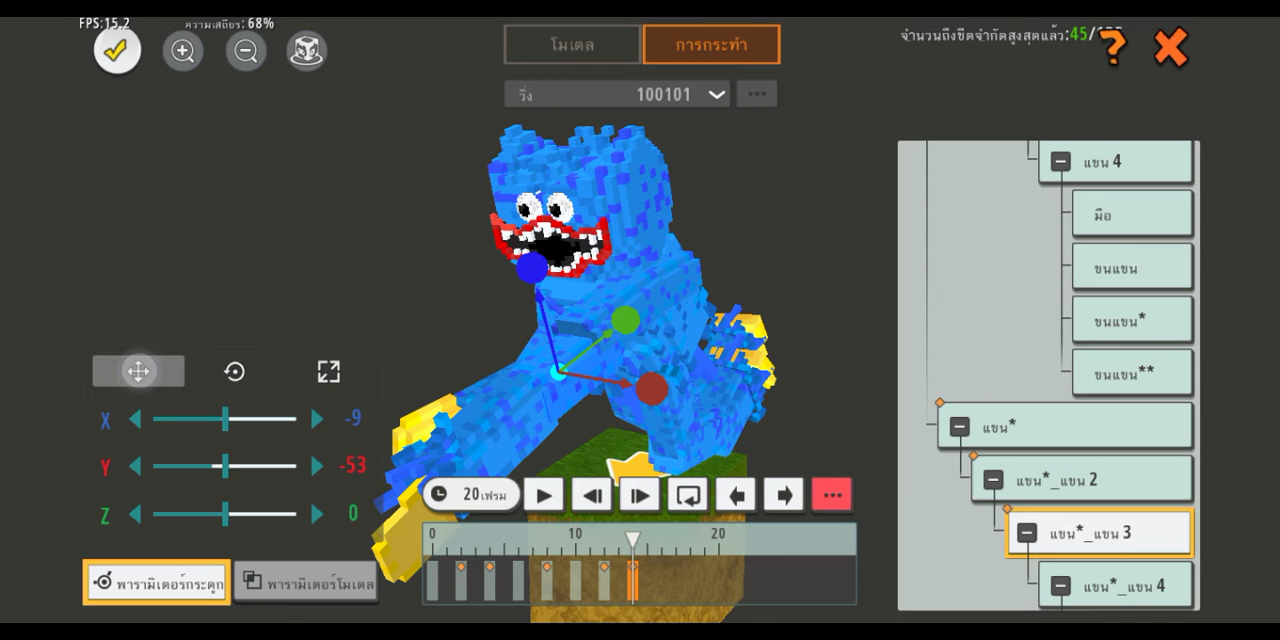 FPS:15.2
ความเสถียร: 68%
โมเดล
การกระทำ
จำนวนถึงขีดจำกัดสูงสุดแล้ว:45/
?
วิ่ง 100101
แขน 4
มือ
ขนแขน
ขนแขน*
ขนแขน**
แขน*
แขน*_แขน 2
แขน*_แขน 3
แขน*_แขน 4
X -9
Y -53
Z 0
20เฟรม
0 10 20
พารามิเตอร์กระดูก
พารามิเตอร์โมเดล